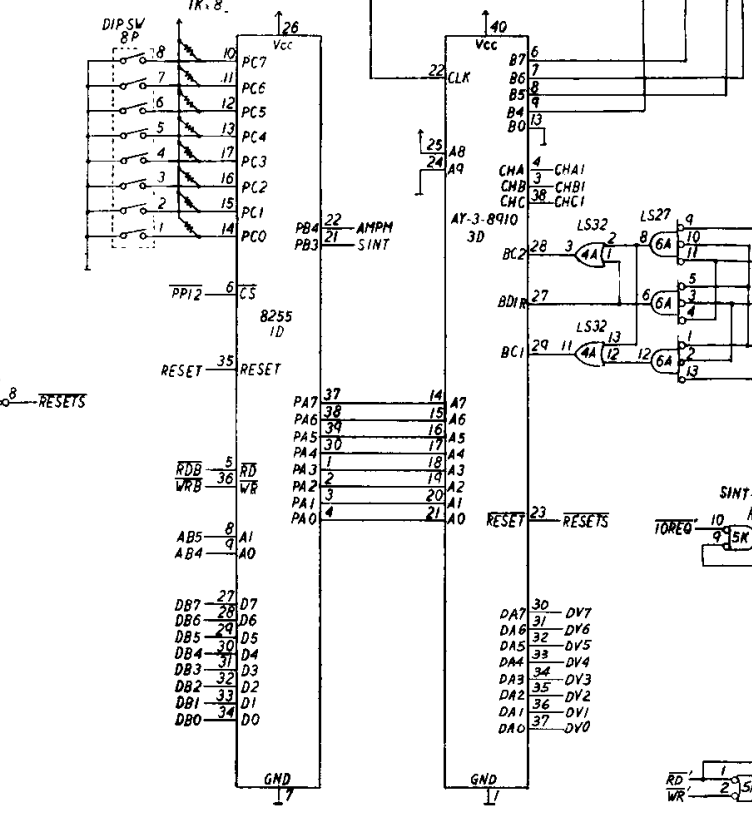 1K×8
DIP SW
8P
26
Vcc
8 10 PC7
7 11 PC6
6 12 PC5
5 13 PC4
4 17 PC3
3 16 PC2
2 15 PC1
1 14 PC0
PB4 22 AMPM
PB3 21 SINT
PPI2 6 CS
8255
1D
RESET 35 RESET
8 RESETS
PA7 37
PA6 38
PA5 39
PA4 30
PA3 1
PA2 2
PA1 3
PA0 4
RDB 5 RD
WRB 36 WR
AB5 8 A1
AB4 9 A0
DB7 27 D7
DB6 28 D6
DB5 29 D5
DB4 30 D4
DB3 31 D3
DB2 32 D2
DB1 33 D1
DB0 34 D0
GND
7
40
Vcc
22 CLK
B7 6
B6 7
B5 8
B4 9
B0 13
25 A8
24 A9
CHA 4 CHA1
CHB 3 CHB1
CHC 38 CHC1
AY-3-8910
3D
BC2 28 3 4A 2 1
LS32
LS27
8 6A 9 10 11
BDIR 27
6 6A 5 3 4
LS32
BC1 29 11 4A 13 12
12 6A 1 2 13
14 A7
15 A6
16 A5
17 A4
18 A3
19 A2
20 A1
21 A0
RESET 23 RESETS
SINT
IOREQ' 10
9 5K
DA7 30 DV7
DA6 31 DV6
DA5 32 DV5
DA4 33 DV4
DA3 34 DV3
DA2 35 DV2
DA1 36 DV1
DA0 37 DV0
GND
1
RD' 1
WR' 2